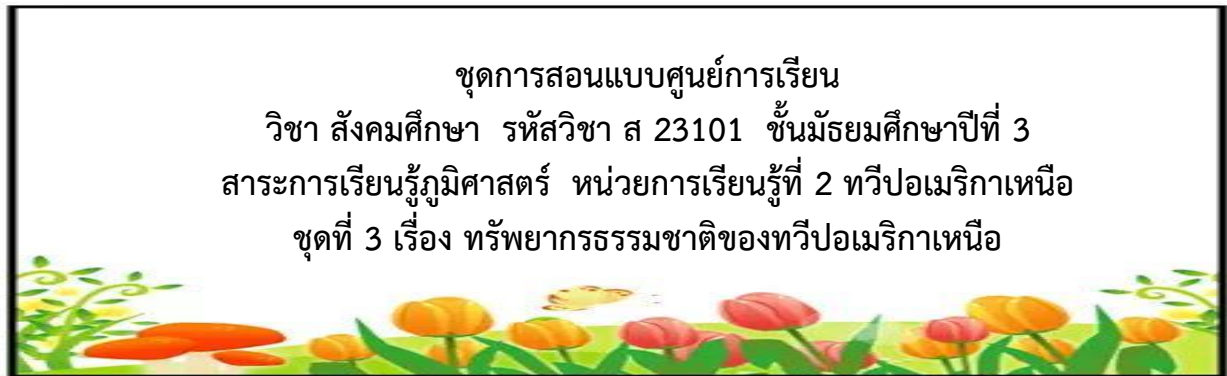 ชุดการสอนแบบศูนย์การเรียน
วิชา สังคมศึกษา รหัสวิชา ส 23101 ชั้นมัธยมศึกษาปีที่ 3
สาระการเรียนรู้ภูมิศาสตร์ หน่วยการเรียนรู้ที่ 2 ทวีปอเมริกาเหนือ
ชุดที่ 3 เรื่อง ทรัพยากรธรรมชาติของทวีปอเมริกาเหนือ